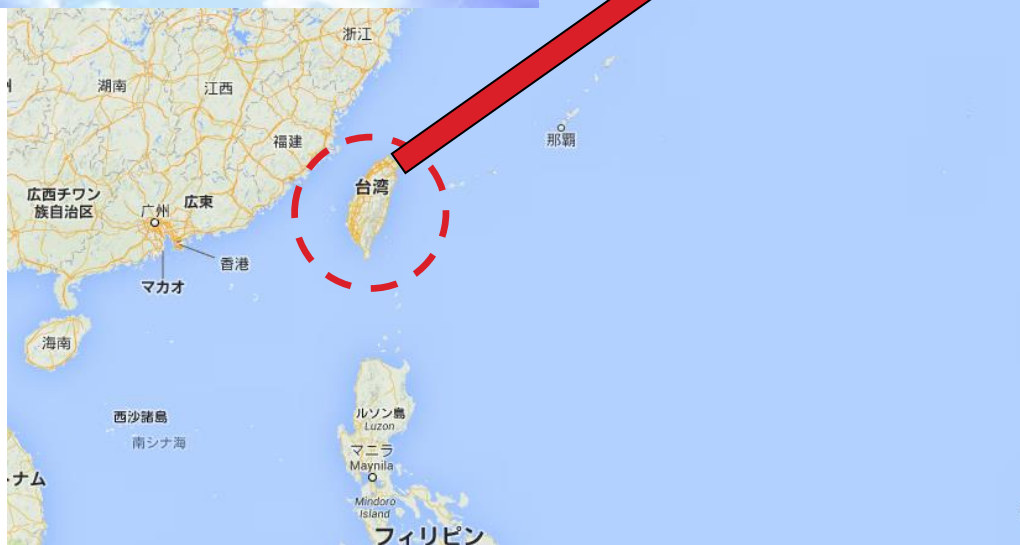 浙江
湖南
江西
福建
那覇
台湾
広西チワン
族自治区
广州
広東
香港
マカオ
海南
西沙諸島
南シナ海
ルソン島
Luzon
マニラ
Maynila
ナム
Mindoro
Island
フィリピン